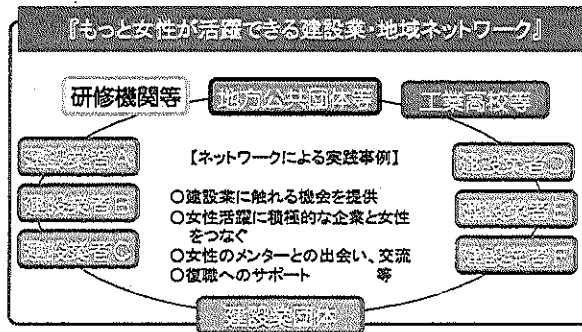 『もっと女性が活躍できる建設業・地域ネットワーク』
研修機関等
地方公共団体等
工業高校等
建設業者A
【ネットワークによる実践事例】
建設業者D
建設業者B
○建設業に触れる機会を提供
建設業者E
○女性活躍に積極的な企業と女性
をつなぐ
建設業者C
○女性のメンターとの出会い、交流
建設業者F
○復職へのサポート　　　等
建設業団体